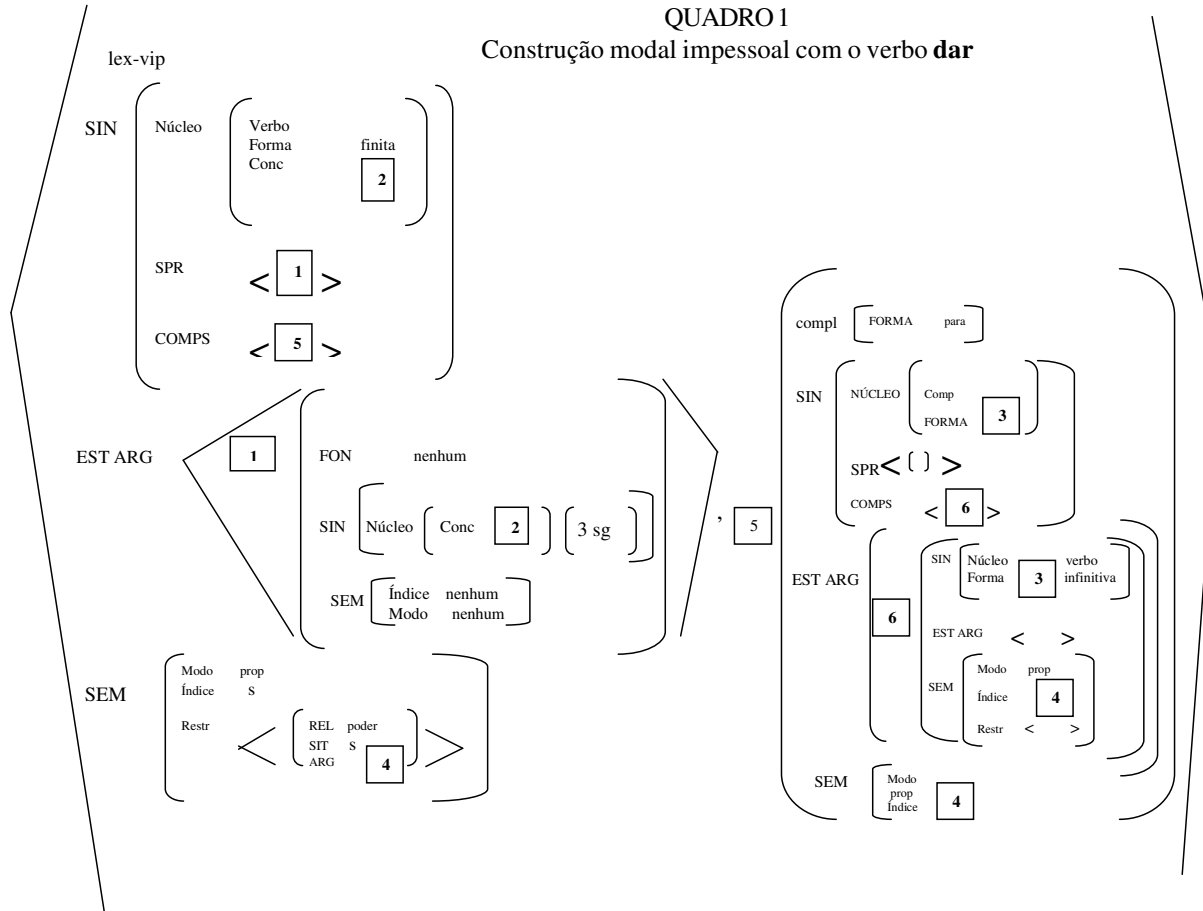 QUADRO 1
Construção modal impessoal com o verbo dar
lex-vip
SIN
Núcleo
Verbo
Forma finita
Conc 2
SPR < 1 >
COMPS < 5 >
EST ARG
1
FON nenhum
SIN Núcleo Conc 2 3 sg
SEM Índice nenhum
Modo nenhum
, 5
compl FORMA para
SIN NÚCLEO Comp
FORMA 3
SPR < >
COMPS < 6 >
EST ARG
6
SIN Núcleo verbo
Forma 3 infinitiva
EST ARG < >
SEM
Modo prop
Índice 4
Restr < >
SEM
Modo
prop
Índice 4
SEM
Modo prop
Índice s
Restr
REL poder
SIT s
ARG 4